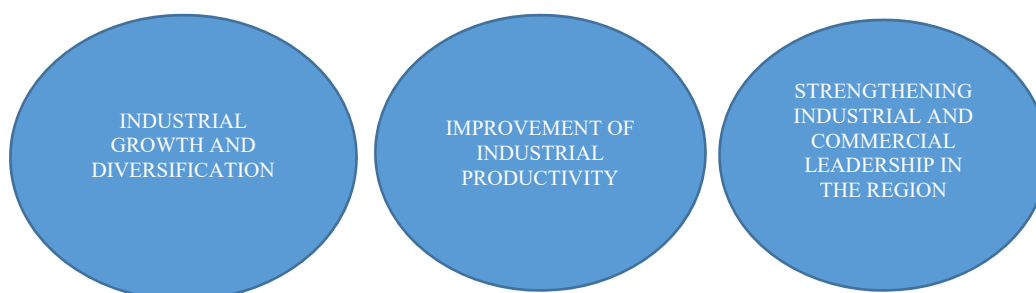 INDUSTRIAL
GROWTH AND
DIVERSIFICATION
IMPROVEMENT OF
INDUSTRIAL
PRODUCTIVITY
STRENGTHENING
INDUSTRIAL AND
COMMERCIAL
LEADERSHIP IN
THE REGION